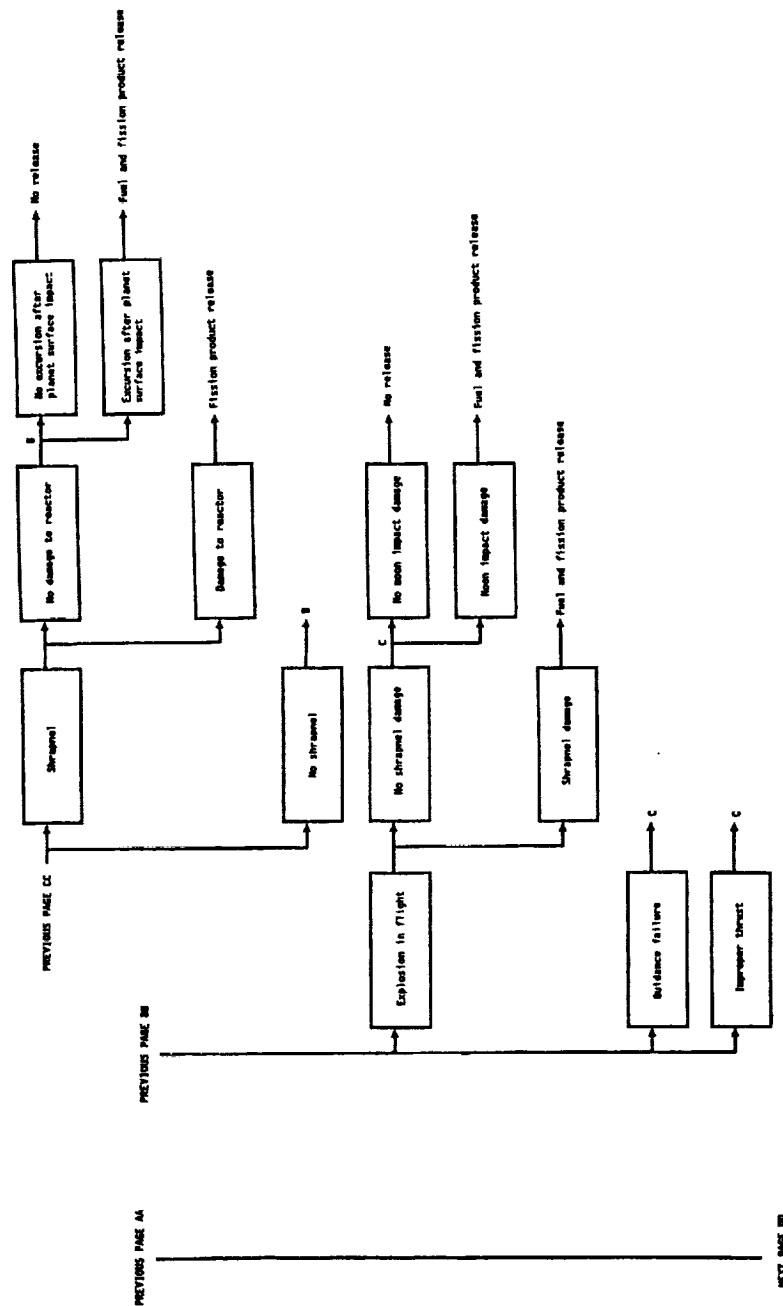 No release
No excursion after
planet surface impact
B
No damage to reactor
Shrapnel
PREVIOUS PAGE CC
Fuel and fission product release
Excursion after planet
surface impact
Fission product release
Damage to reactor
B
No shrapnel
PREVIOUS PAGE BB
PREVIOUS PAGE AA
No release
No moon impact damage
C
No shrapnel damage
Explosion in flight
Fuel and fission product release
Moon impact damage
Fuel and fission product release
Shrapnel damage
C
Guidance failure
C
Improper thrust
NEXT PAGE